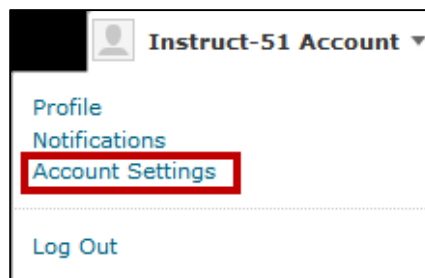 Instruct-51 Account
Profile
Notifications
Account Settings
Log Out